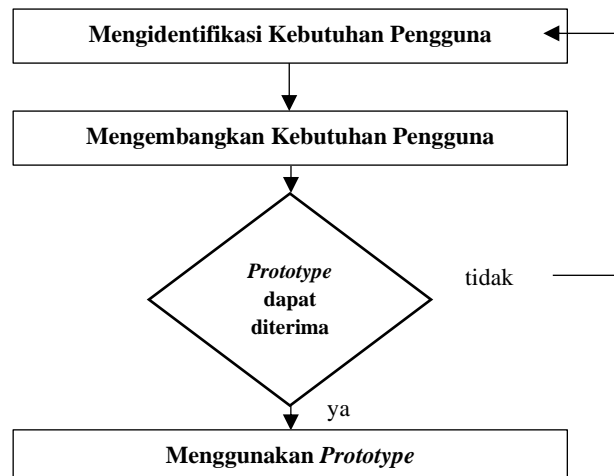 Mengidentifikasi Kebutuhan Pengguna
Mengembangkan Kebutuhan Pengguna
Prototype
dapat
diterima
tidak
ya
Menggunakan Prototype